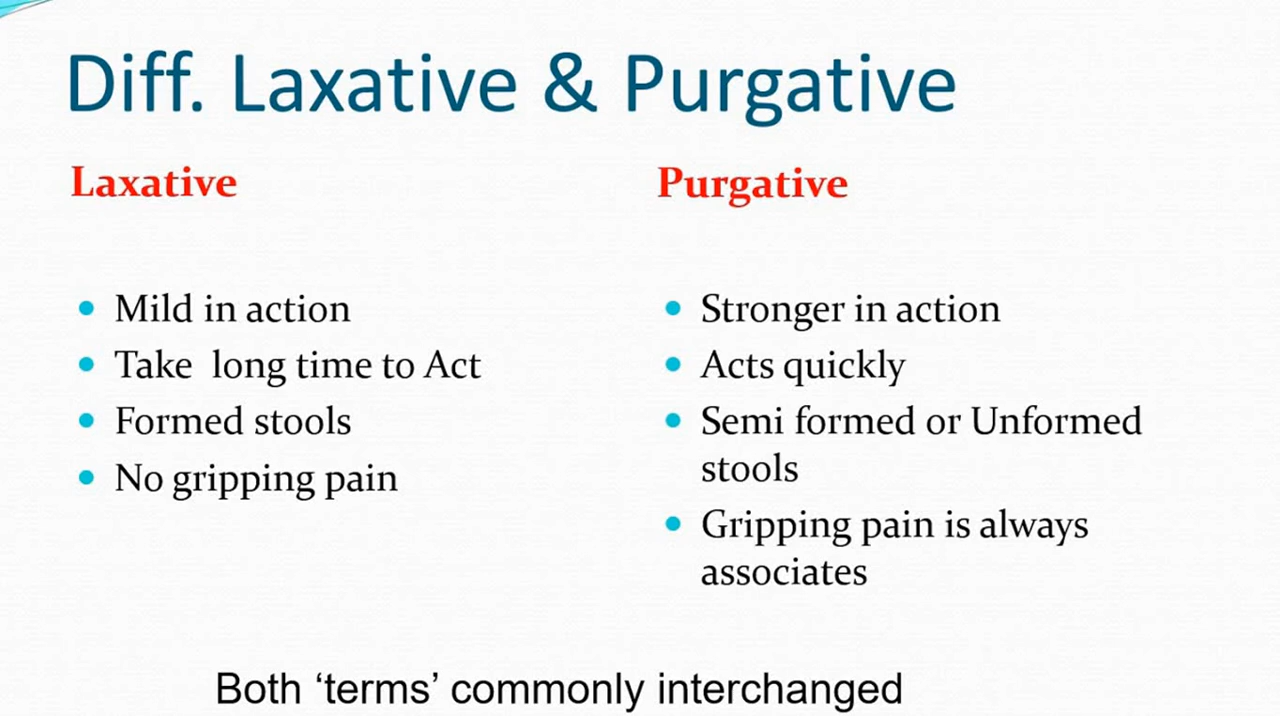 Diff. Laxative & Purgative
Laxative
Mild in action
Take long time to Act
Formed stools
No gripping pain
Purgative
Stronger in action
Acts quickly
Semi formed or Unformed
stools
Gripping pain is always
associates
Both ‘terms’ commonly interchanged